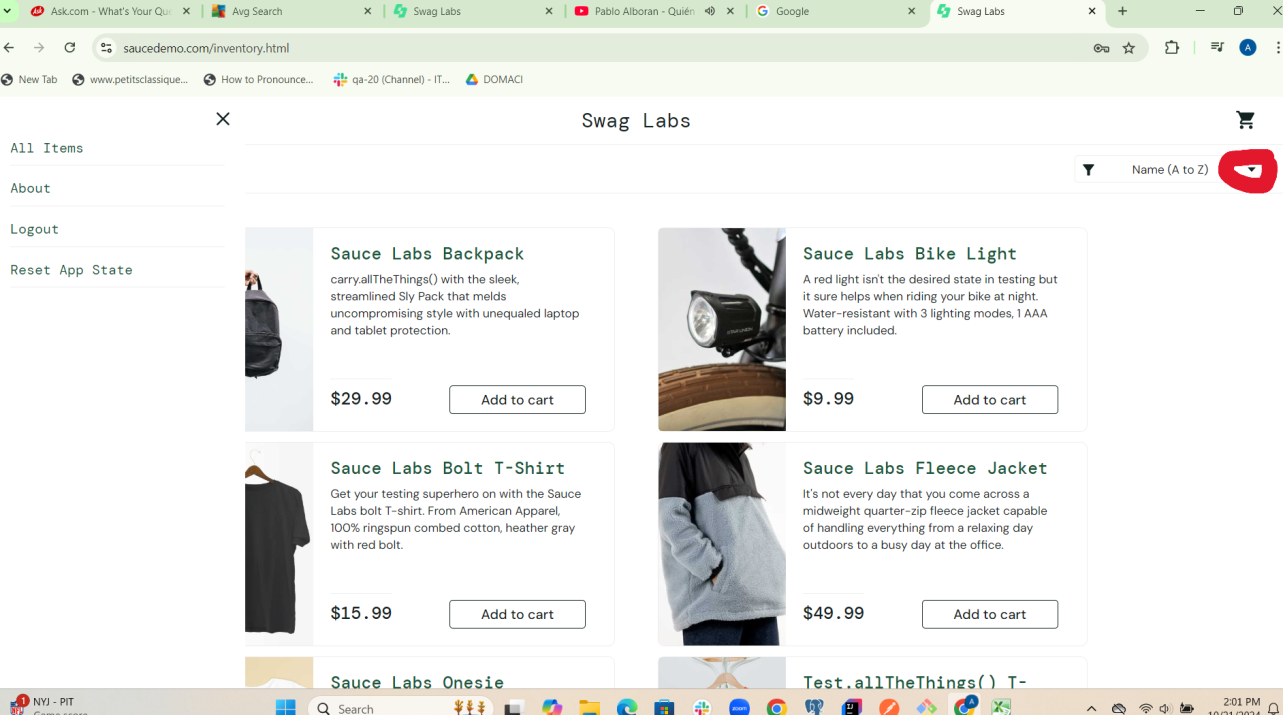 Ask.com - What's Your Qu
Avg Search
Swag Labs
Pablo Alboran - Quién
Google
Swag Labs
saucedemo.com/inventory.html
A
New Tab
www.petitsclassique...
How to Pronounce...
qa-20 (Channel) - IT...
DOMACI
Swag Labs
All Items
About
Logout
Reset App State
Name (A to Z)
Sauce Labs Backpack
carry.allTheThings() with the sleek,
streamlined Sly Pack that melds
uncompromising style with unequaled laptop
and tablet protection.
$29.99
Add to cart
Sauce Labs Bike Light
A red light isn't the desired state in testing but
it sure helps when riding your bike at night.
Water-resistant with 3 lighting modes, 1 AAA
battery included.
$9.99
Add to cart
Sauce Labs Bolt T-Shirt
Get your testing superhero on with the Sauce
Labs bolt T-shirt. From American Apparel,
100% ringspun combed cotton, heather gray
with red bolt.
$15.99
Add to cart
Sauce Labs Fleece Jacket
It's not every day that you come across a
midweight quarter-zip fleece jacket capable
of handling everything from a relaxing day
outdoors to a busy day at the office.
$49.99
Add to cart
Sauce Labs Onesie
Test.allTheThings() T-
1
NYJ - PIT
Game score
Search
zoom
A
2:01 PM
10/21/2024